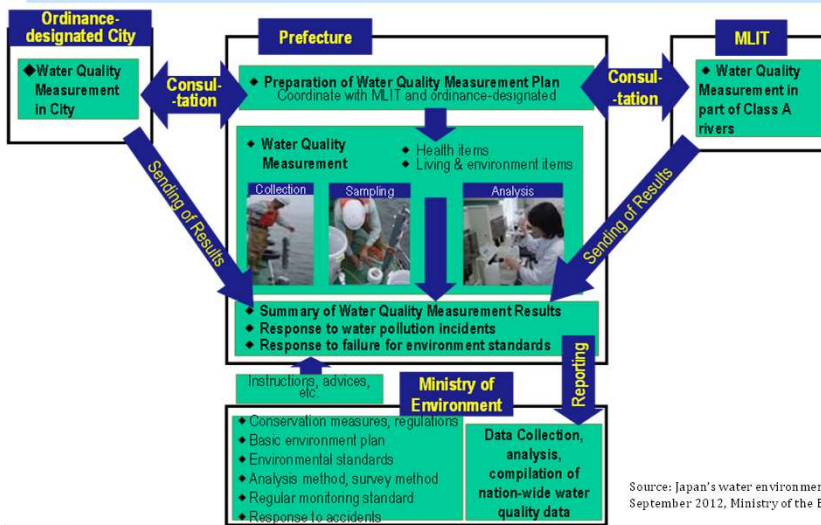 Ordinance-
designated City
◆Water Quality
Measurement
in City
Consul-
-tation
Prefecture
◆ Preparation of Water Quality Measurement Plan
Coordinate with MLIT and ordinance-designated
Consul-
-tation
MLIT
◆ Water Quality
Measurement in
part of Class A
rivers
◆ Water Quality
Measurement
◆ Health items
◆ Living & environment items
Collection
Sampling
Analysis
Sending of Results
Sending of Results
◆ Summary of Water Quality Measurement Results
◆ Response to water pollution incidents
◆ Response to failure for environment standards
Instructions, advices,
etc.
Ministry of
Environment
Reporting
◆ Conservation measures, regulations
◆ Basic environment plan
◆ Environmental standards
◆ Analysis method, survey method
◆ Regular monitoring standard
◆ Response to accidents
Data Collection,
analysis,
compilation of
nation-wide water
quality data
Source: Japan's water environmen
September 2012, Ministry of the E